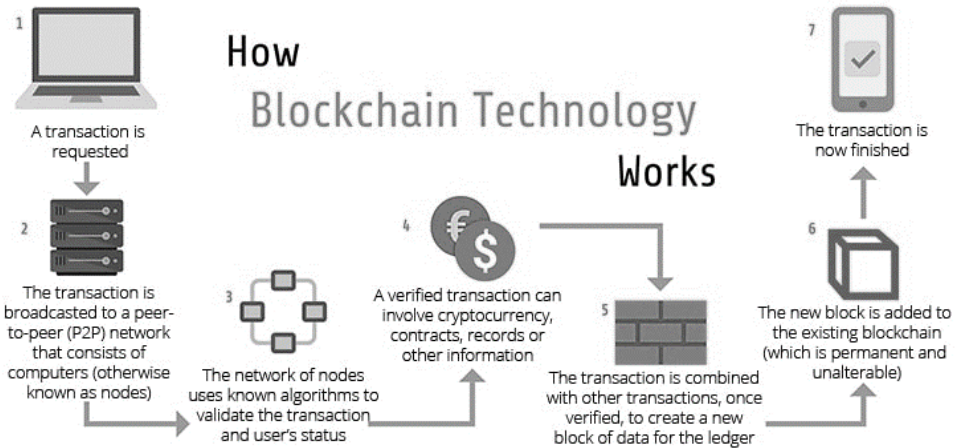 How
Blockchain Technology
Works
1
A transaction is
requested
2
The transaction is
broadcasted to a peer-
to-peer (P2P) network
that consists of
computers (otherwise
known as nodes)
3
The network of nodes
uses known algorithms to
validate the transaction
and user's status
4
€
$
A verified transaction can
involve cryptocurrency,
contracts, records or
other information
5
The transaction is combined
with other transactions, once
verified, to create a new
block of data for the ledger
6
The new block is added to
the existing blockchain
(which is permanent and
unalterable)
7
The transaction is
now finished